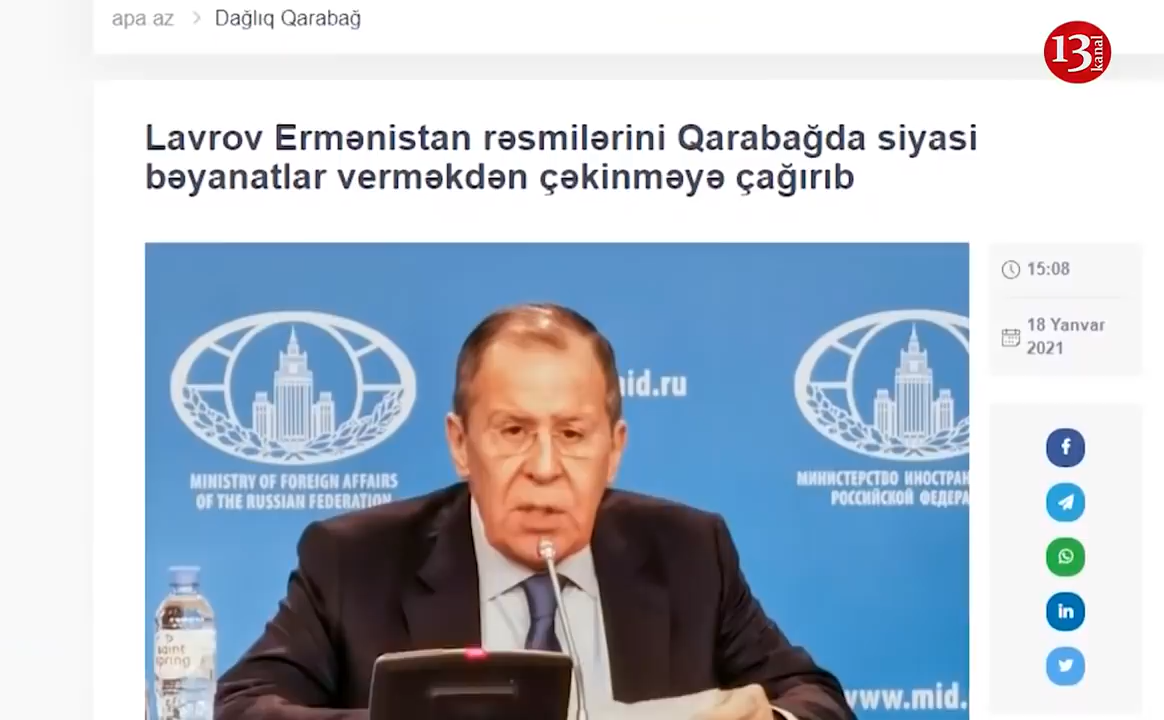 apa az > Dağlıq Qarabağ
13 kanal
Lavrov Ermənistan rəsmilərini Qarabağda siyasi
bəyanatlar verməkdən çəkinməyə çağırıb
15:08
18 Yanvar
2021
mid.ru
MINISTRY OF FOREIGN AFFAIRS
OF THE RUSSIAN FEDERATION
МИНИСТЕРСТВО ИНОСТРАН
РОССИЙСКОЙ ФЕДЕРА
saint
spring
www.mid.